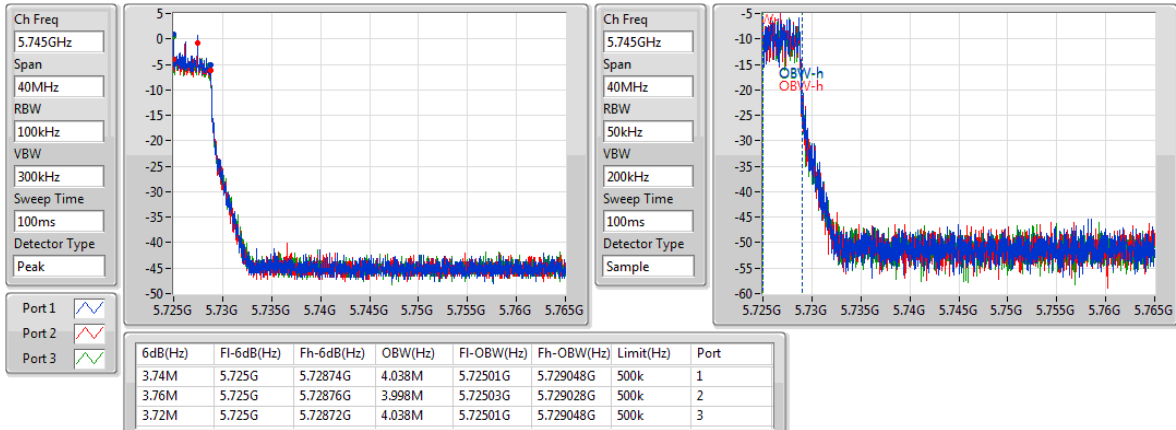 Ch Freq
5.745GHz
Span
40MHz
RBW
100kHz
VBW
300kHz
Sweep Time
100ms
Detector Type
Peak
Port 1
Port 2
Port 3
5
0
-5
-10
-15
-20
-25
-30
-35
-40
-45
-50
5.725G 5.73G 5.735G 5.74G 5.745G 5.75G 5.755G 5.76G 5.765G
Ch Freq
5.745GHz
Span
40MHz
RBW
50kHz
VBW
200kHz
Sweep Time
100ms
Detector Type
Sample
-5
-5
-10
-15
-20
-25
-30
-35
-40
-45
-50
-55
-60
OBW-h
OBW-h
5.725G 5.73G 5.735G 5.74G 5.745G 5.75G 5.755G 5.76G 5.765G
6dB(Hz) Fl-6dB(Hz) Fh-6dB(Hz) OBW(Hz) Fl-OBW(Hz) Fh-OBW(Hz) Limit(Hz) Port
3.74M 5.725G 5.72874G 4.038M 5.72501G 5.729048G 500k 1
3.76M 5.725G 5.72876G 3.998M 5.72503G 5.729028G 500k 2
3.72M 5.725G 5.72872G 4.038M 5.72501G 5.729048G 500k 3